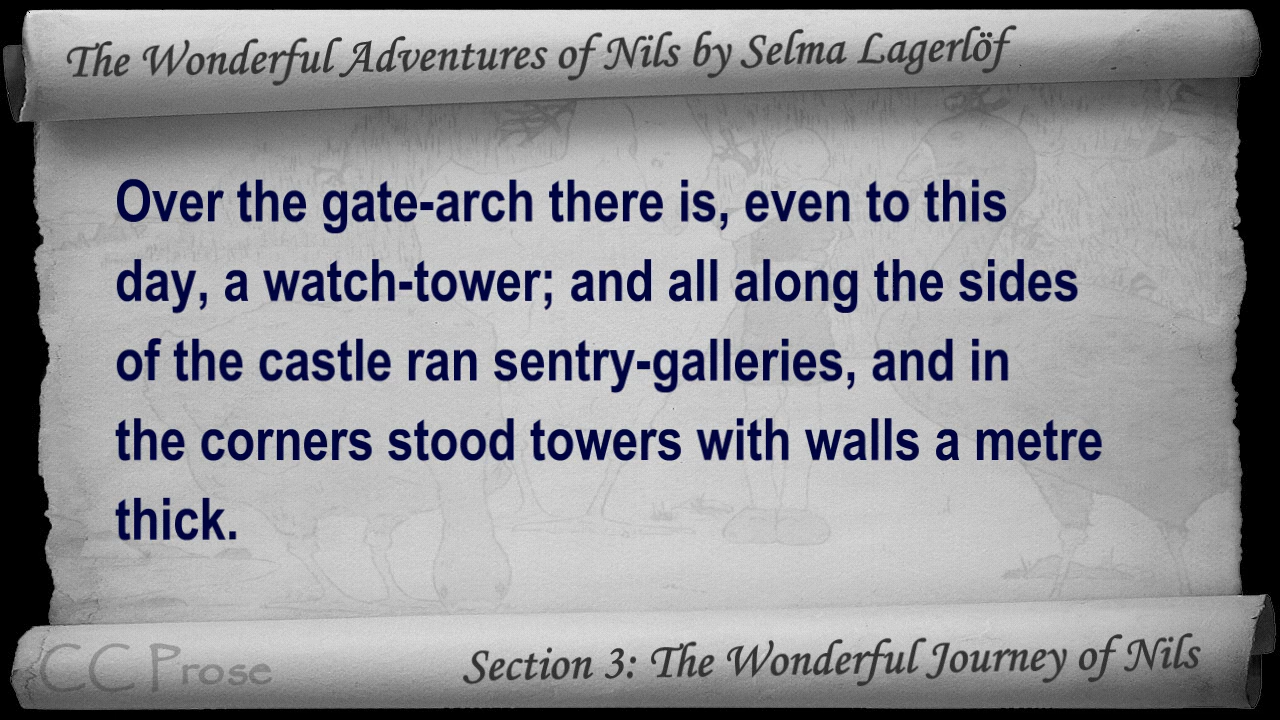 The Wonderful Adventures of Nils by Selma Lagerlöf
Over the gate-arch there is, even to this
day, a watch-tower; and all along the sides
of the castle ran sentry-galleries, and in
the corners stood towers with walls a metre
thick.
CC Prose
Section 3: The Wonderful Journey of Nils